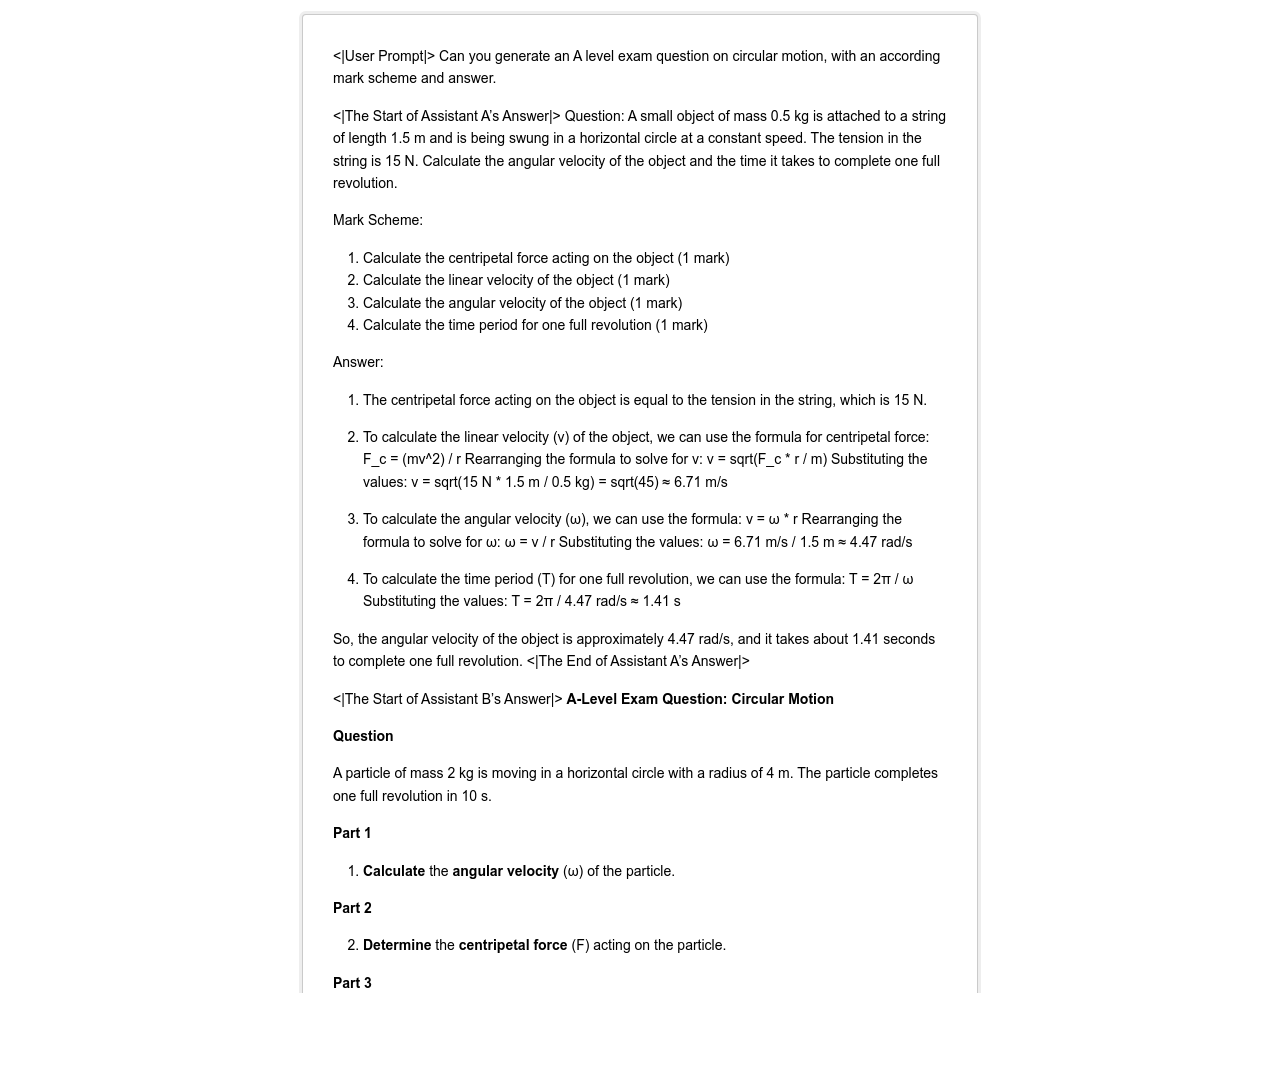 <|User Prompt|> Can you generate an A level exam question on circular motion, with an according
mark scheme and answer.
<|The Start of Assistant A’s Answer|> Question: A small object of mass 0.5 kg is attached to a string
of length 1.5 m and is being swung in a horizontal circle at a constant speed. The tension in the
string is 15 N. Calculate the angular velocity of the object and the time it takes to complete one full
revolution.
Mark Scheme:
1. Calculate the centripetal force acting on the object (1 mark)
2. Calculate the linear velocity of the object (1 mark)
3. Calculate the angular velocity of the object (1 mark)
4. Calculate the time period for one full revolution (1 mark)
Answer:
1. The centripetal force acting on the object is equal to the tension in the string, which is 15 N.
2. To calculate the linear velocity (v) of the object, we can use the formula for centripetal force:
F_c = (mv^2) / r Rearranging the formula to solve for v: v = sqrt(F_c * r / m) Substituting the
values: v = sqrt(15 N * 1.5 m / 0.5 kg) = sqrt(45) ≈ 6.71 m/s
3. To calculate the angular velocity (ω), we can use the formula: v = ω * r Rearranging the
formula to solve for ω: ω = v / r Substituting the values: ω = 6.71 m/s / 1.5 m ≈ 4.47 rad/s
4. To calculate the time period (T) for one full revolution, we can use the formula: T = 2π / ω
Substituting the values: T = 2π / 4.47 rad/s ≈ 1.41 s
So, the angular velocity of the object is approximately 4.47 rad/s, and it takes about 1.41 seconds
to complete one full revolution. <|The End of Assistant A’s Answer|>
<|The Start of Assistant B’s Answer|> A-Level Exam Question: Circular Motion
Question
A particle of mass 2 kg is moving in a horizontal circle with a radius of 4 m. The particle completes
one full revolution in 10 s.
Part 1
1. Calculate the angular velocity (ω) of the particle.
Part 2
2. Determine the centripetal force (F) acting on the particle.
Part 3